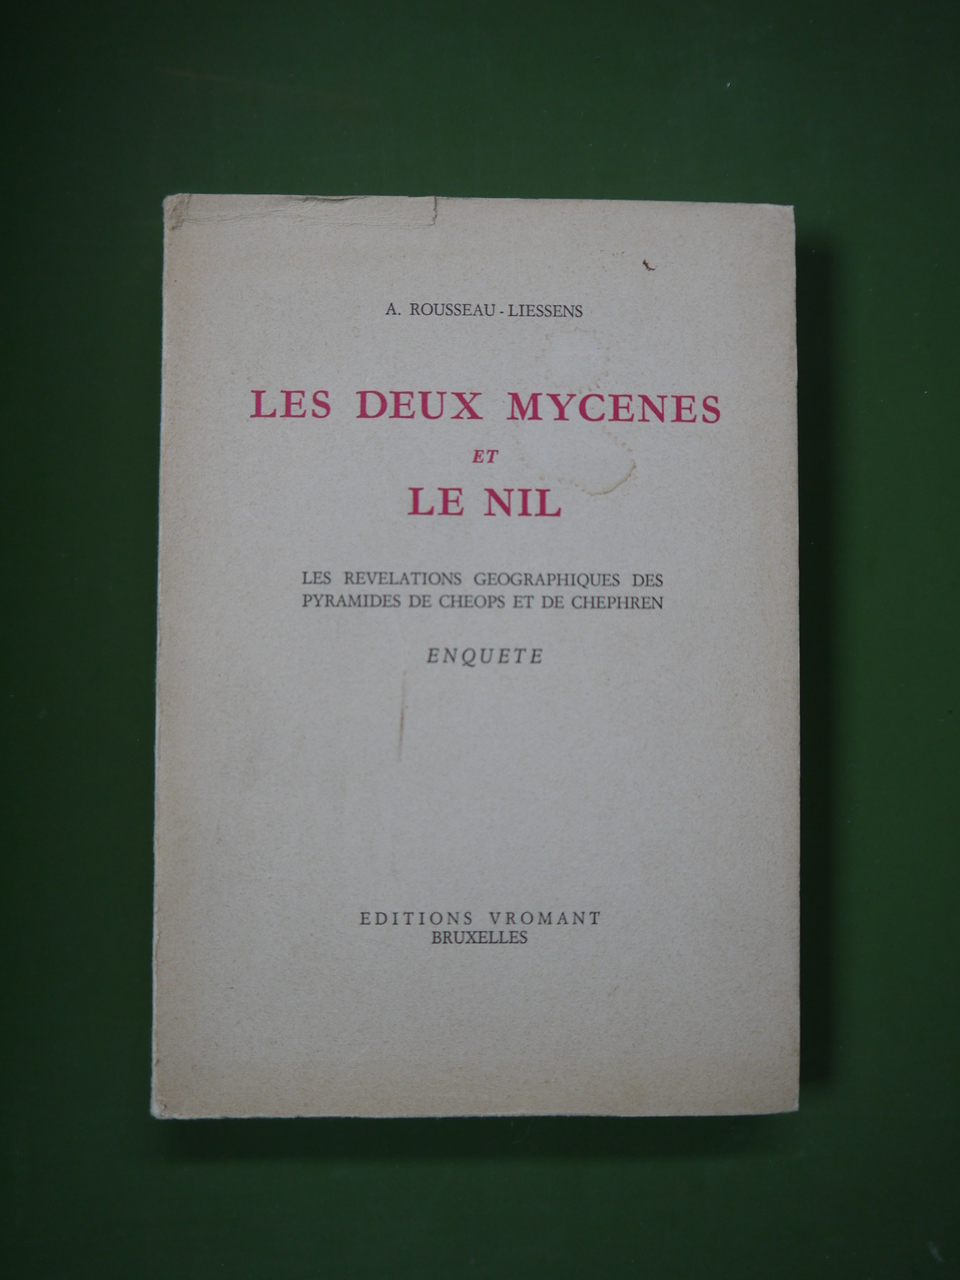 A. ROUSSEAU - LIESSENS
LES DEUX MYCENES
ET
LE NIL
LES REVELATIONS GEOGRAPHIQUES DES
PYRAMIDES DE CHEOPS ET DE CHEPHREN
ENQUETE
EDITIONS VROMANT
BRUXELLES